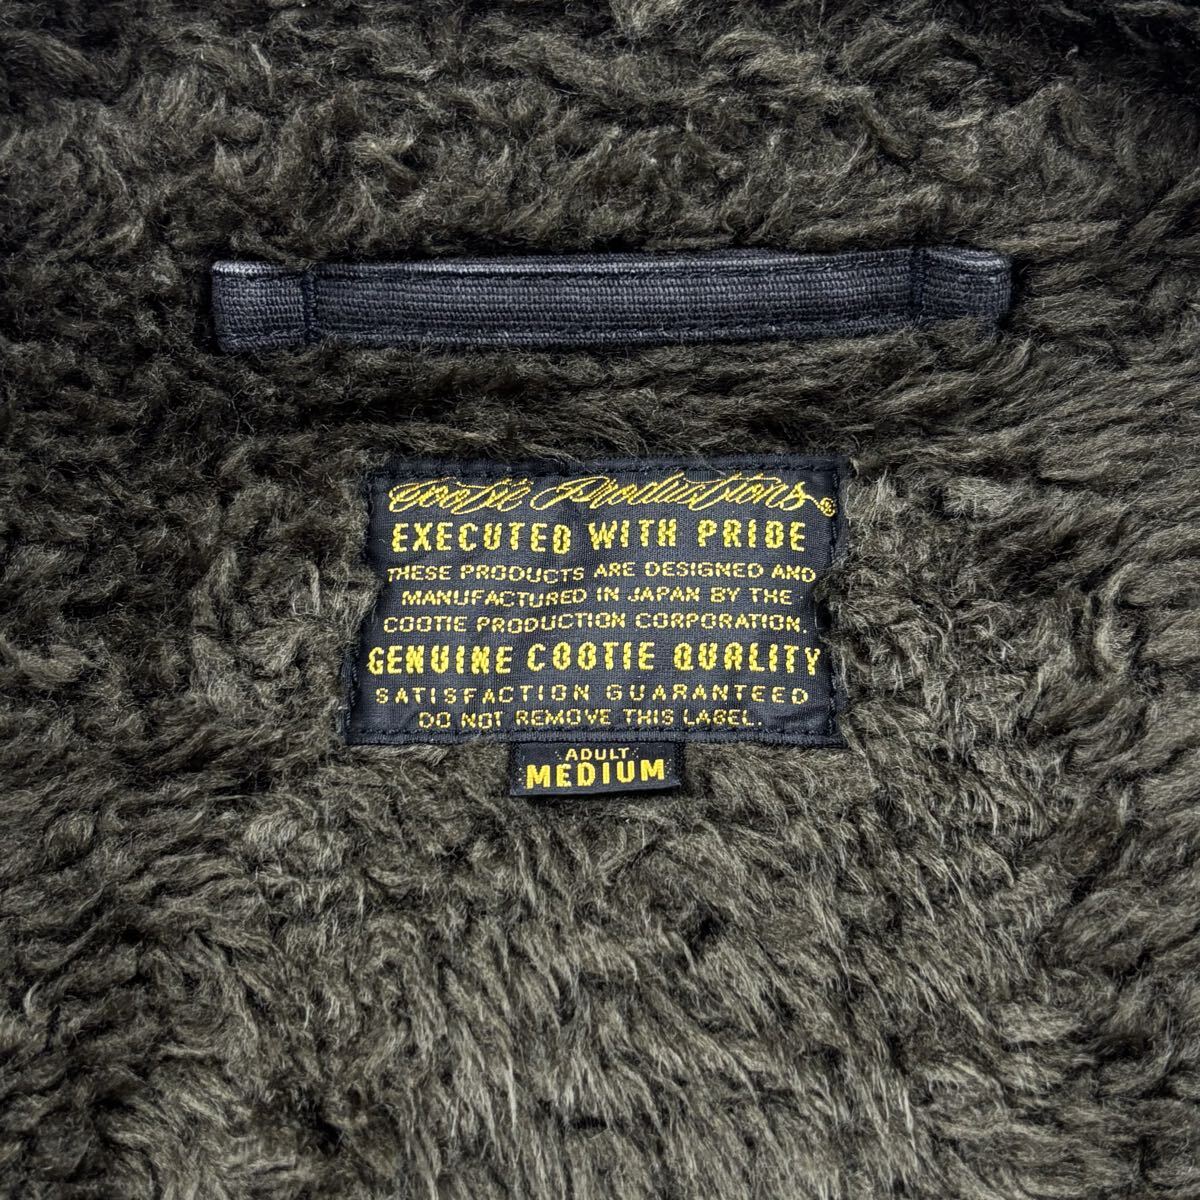 Cootie Productions®
EXECUTED WITH PRIDE
THESE PRODUCTS ARE DESIGNED AND
MANUFACTURED IN JAPAN BY THE
COOTIE PRODUCTION CORPORATION.
GENUINE COOTIE QUALITY
SATISFACTION GUARANTEED
DO NOT REMOVE THIS LABEL.
ADULT
MEDIUM